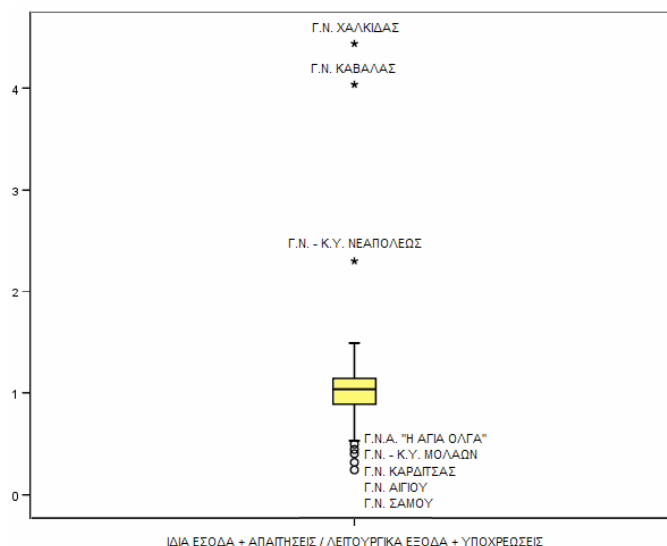 Γ.Ν. ΧΑΛΚΙΔΑΣ
Γ.Ν. ΚΑΒΑΛΑΣ
4
3
Γ.Ν. - Κ.Υ. ΝΕΑΠΟΛΕΩΣ
2
1
Γ.Ν.Α. "Η ΑΓΙΑ ΟΛΓΑ"
Γ.Ν. - Κ.Υ. ΜΟΛΑΩΝ
Γ.Ν. ΚΑΡΔΙΤΣΑΣ
Γ.Ν. ΑΙΓΙΟΥ
0
Γ.Ν. ΣΑΜΟΥ
ΙΔΙΑ ΕΣΟΔΑ + ΑΠΑΙΤΗΣΕΙΣ / ΛΕΙΤΟΥΡΓΙΚΑ ΕΞΟΔΑ + ΥΠΟΧΡΕΩΣΕΙΣ